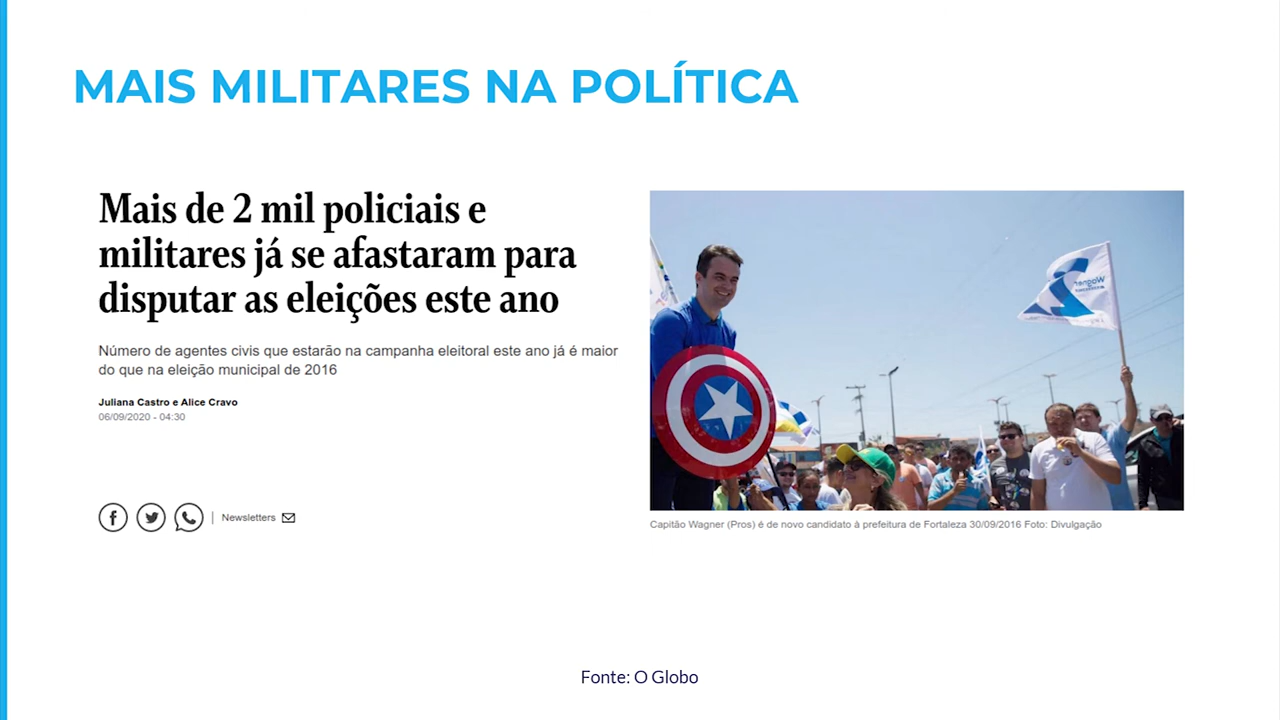 MAIS MILITARES NA POLÍTICA
Mais de 2 mil policiais e
militares já se afastaram para
disputar as eleições este ano
Número de agentes civis que estarão na campanha eleitoral este ano já é maior
do que na eleição municipal de 2016
Juliana Castro e Alice Cravo
06/09/2020 - 04:30
Newsletters
Wagner
Capitão Wagner (Pros) é de novo candidato à prefeitura de Fortaleza 30/09/2016 Foto: Divulgação
Fonte: O Globo